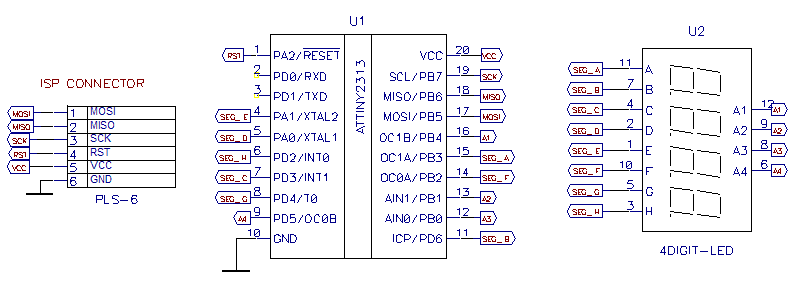 ISP CONNECTOR
MOSI 1 MOSI
MISO 2 MISO
SCK 3 SCK
RST 4 RST
VCC 5 VCC
6 GND
PLS-6
U1
ATTINY2313
RST 1 PA2/RESET VCC 20 VCC
2 PD0/RXD SCL/PB7 19 SCK
3 PD1/TXD MISO/PB6 18 MISO
SEG_E 4 PA1/XTAL2 MOSI/PB5 17 MOSI
SEG_D 5 PA0/XTAL1 OC1B/PB4 16 A1
SEG_H 6 PD2/INT0 OC1A/PB3 15 SEG_A
SEG_C 7 PD3/INT1 OC0A/PB2 14 SEG_F
SEG_G 8 PD4/T0 AIN1/PB1 13 A2
A4 9 PD5/OC0B AIN0/PB0 12 A3
10 GND ICP/PD6 11 SEG_B
U2
SEG_A 11 A
SEG_B 7 B
SEG_C 4 C A1 12 A1
SEG_D 2 D A2 9 A2
SEG_E 1 E A3 8 A3
SEG_F 10 F A4 6 A4
SEG_G 5 G
SEG_H 3 H
4DIGIT-LED